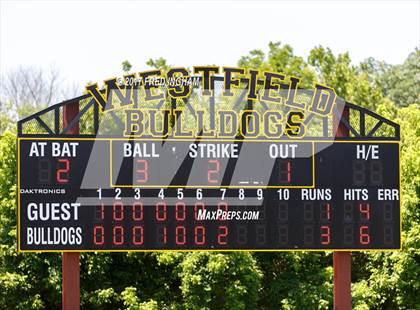 © 2017 FRED INGHAM
WESTFIELD
BULLDOGS
AT BAT BALL STRIKE OUT H/E
2 3 2 1
DAKTRONICS
1 2 3 4 5 6 7 8 9 10 RUNS HITS ERR
GUEST 1 0 0 0 0 0 1 4
MAXPREPS.COM
BULLDOGS 0 0 0 1 0 0 2 3 6
MP